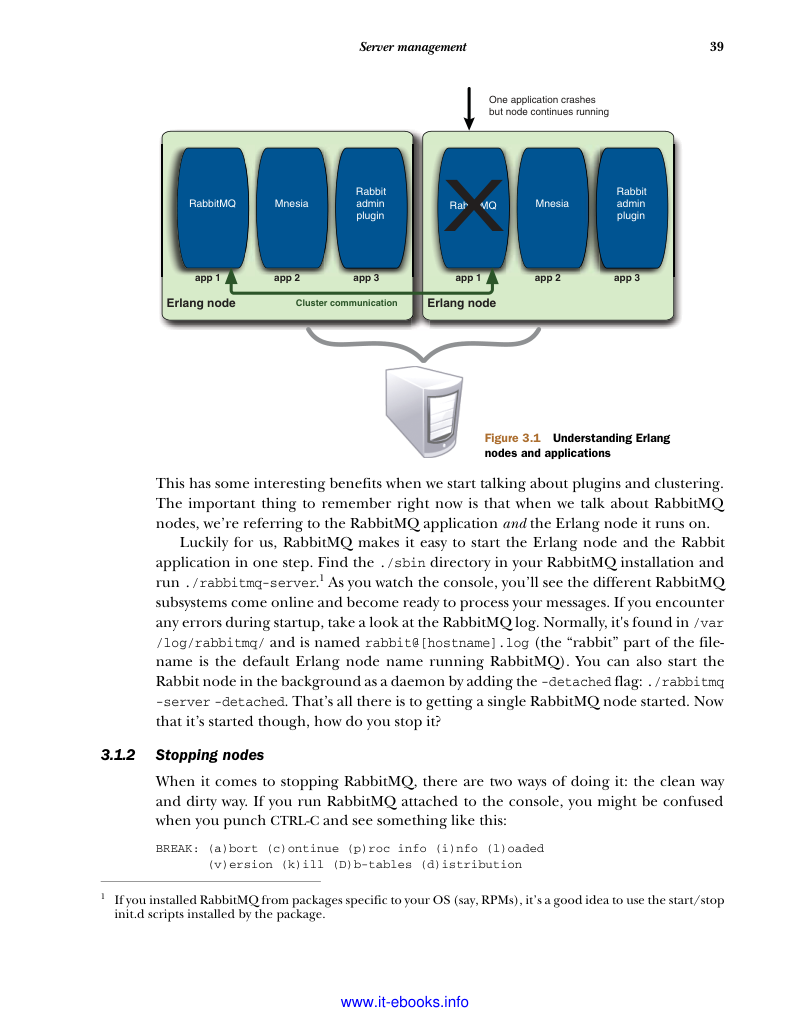 Server management
39
One application crashes
but node continues running
RabbitMQ
Mnesia
Rabbit
admin
plugin
RabbitMQ
Mnesia
Rabbit
admin
plugin
app 1
app 2
app 3
app 1
app 2
app 3
Erlang node
Cluster communication
Erlang node
Figure 3.1 Understanding Erlang
nodes and applications
This has some interesting benefits when we start talking about plugins and clustering.
The important thing to remember right now is that when we talk about RabbitMQ
nodes, we're referring to the RabbitMQ application and the Erlang node it runs on.
Luckily for us, RabbitMQ makes it easy to start the Erlang node and the Rabbit
application in one step. Find the ./sbin directory in your RabbitMQ installation and
run ./rabbitmq-server.1 As you watch the console, you'll see the different RabbitMQ
subsystems come online and become ready to process your messages. If you encounter
any errors during startup, take a look at the RabbitMQ log. Normally, it's found in /var
/log/rabbitmq/ and is named rabbit@[hostname].log (the “rabbit” part of the file-
name is the default Erlang node name running RabbitMQ). You can also start the
Rabbit node in the background as a daemon by adding the -detached flag: ./rabbitmq
-server -detached. That's all there is to getting a single RabbitMQ node started. Now
that it's started though, how do you stop it?
3.1.2 Stopping nodes
When it comes to stopping RabbitMQ, there are two ways of doing it: the clean way
and dirty way. If you run RabbitMQ attached to the console, you might be confused
when you punch CTRL-C and see something like this:
BREAK: (a)bort (c)ontinue (p)roc info (i)nfo (l)oaded
(v)ersion (k)ill (D)b-tables (d)istribution
1 If you installed RabbitMQ from packages specific to your OS (say, RPMs), it's a good idea to use the start/stop
init.d scripts installed by the package.
www.it-ebooks.info